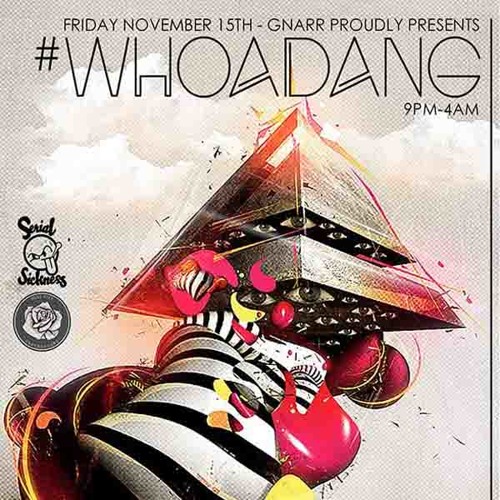 FRIDAY NOVEMBER 15TH - GNARR PROUDLY PRESENTS
#WHOADANG
9PM-4AM
Serial
Sickness